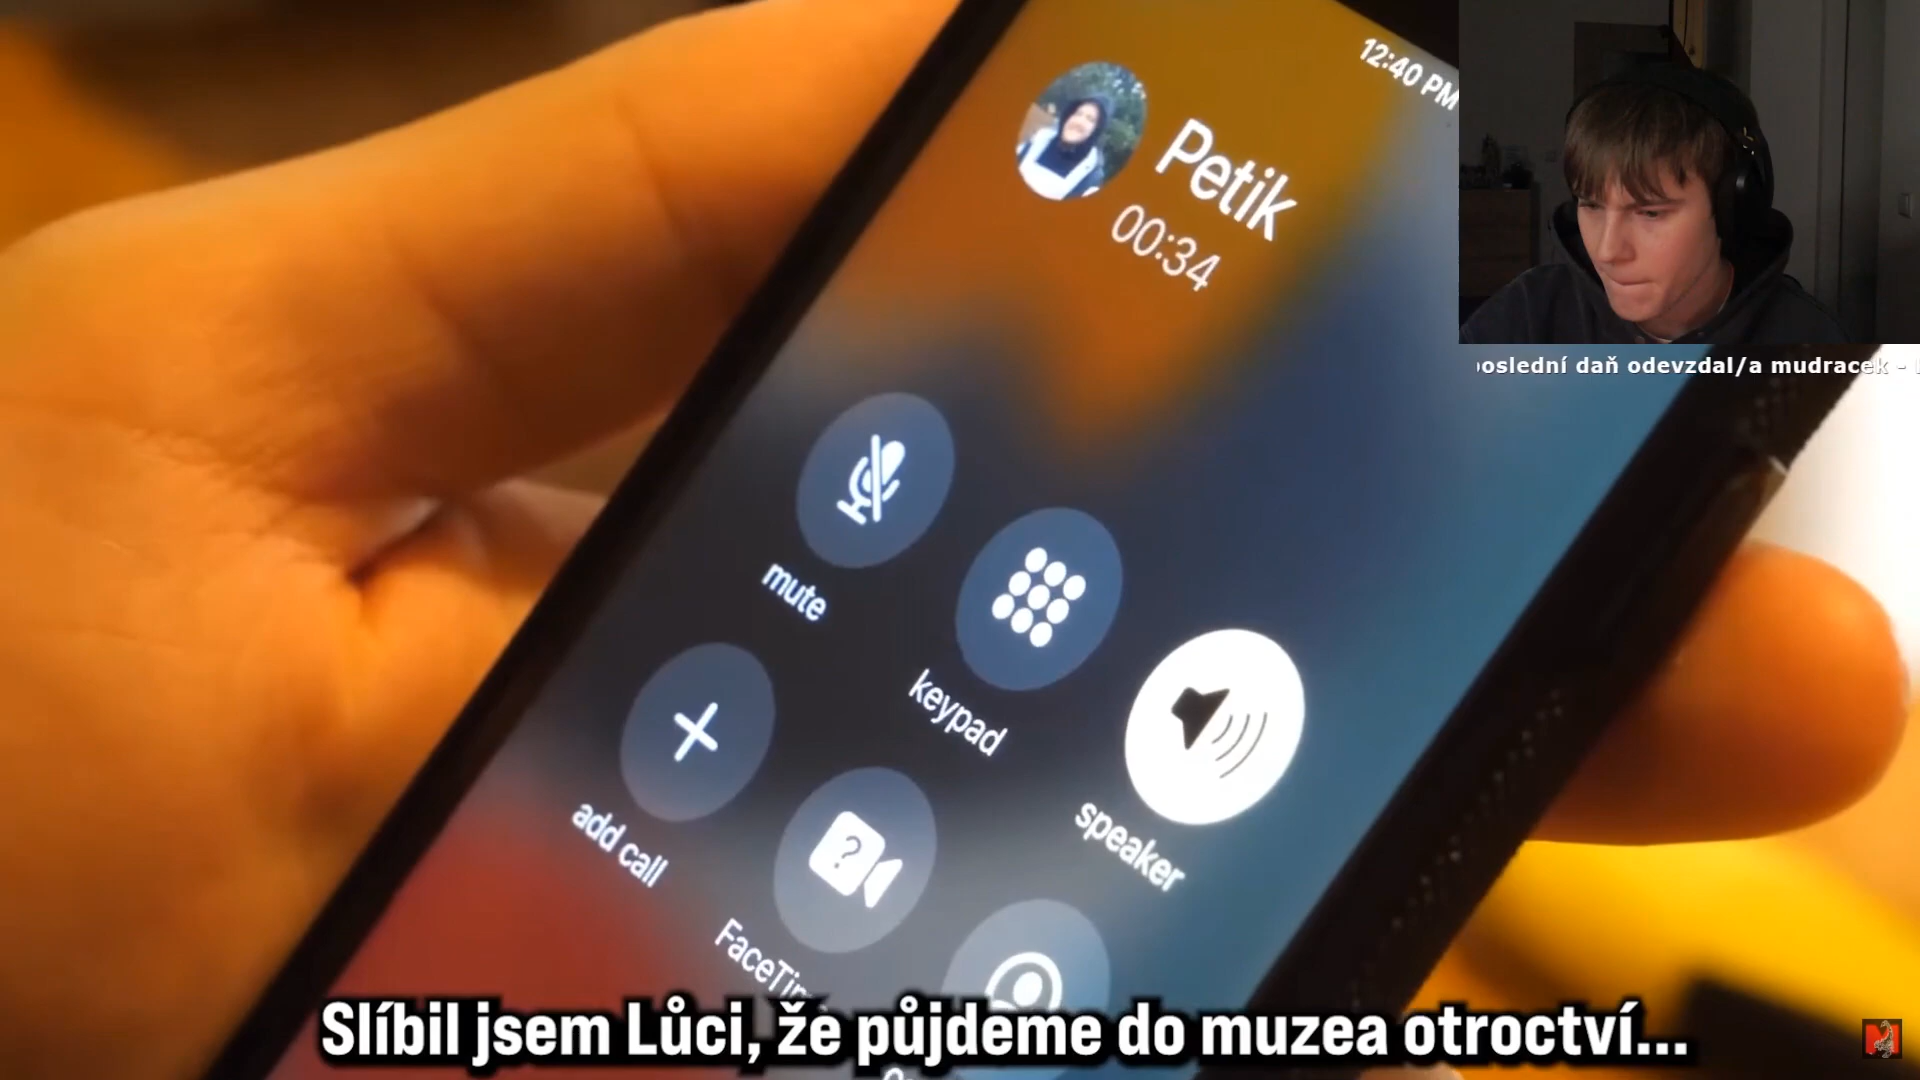 12:40 PM
Petik
00:34
poslední daň odevzdal/a mudracek -
mute
keypad
speaker
add call
Slíbil jsem Lůci, že půjdeme do muzea otroctví...